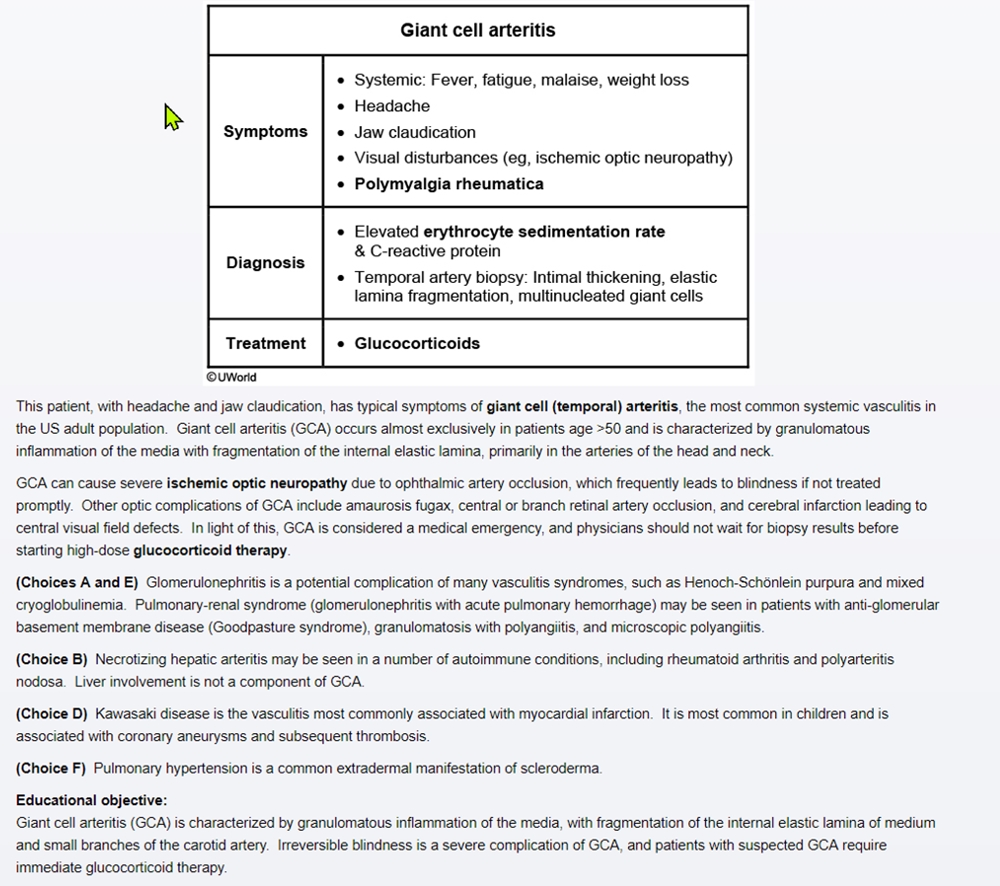 Giant cell arteritis
Symptoms
• Systemic: Fever, fatigue, malaise, weight loss
• Headache
• Jaw claudication
• Visual disturbances (eg, ischemic optic neuropathy)
• Polymyalgia rheumatica
Diagnosis
• Elevated erythrocyte sedimentation rate
& C-reactive protein
• Temporal artery biopsy: Intimal thickening, elastic
lamina fragmentation, multinucleated giant cells
Treatment
• Glucocorticoids
©UWorld
This patient, with headache and jaw claudication, has typical symptoms of giant cell (temporal) arteritis, the most common systemic vasculitis in
the US adult population. Giant cell arteritis (GCA) occurs almost exclusively in patients age >50 and is characterized by granulomatous
inflammation of the media with fragmentation of the internal elastic lamina, primarily in the arteries of the head and neck.
GCA can cause severe ischemic optic neuropathy due to ophthalmic artery occlusion, which frequently leads to blindness if not treated
promptly. Other optic complications of GCA include amaurosis fugax, central or branch retinal artery occlusion, and cerebral infarction leading to
central visual field defects. In light of this, GCA is considered a medical emergency, and physicians should not wait for biopsy results before
starting high-dose glucocorticoid therapy.
(Choices A and E) Glomerulonephritis is a potential complication of many vasculitis syndromes, such as Henoch-Schönlein purpura and mixed
cryoglobulinemia. Pulmonary-renal syndrome (glomerulonephritis with acute pulmonary hemorrhage) may be seen in patients with anti-glomerular
basement membrane disease (Goodpasture syndrome), granulomatosis with polyangiitis, and microscopic polyangiitis.
(Choice B) Necrotizing hepatic arteritis may be seen in a number of autoimmune conditions, including rheumatoid arthritis and polyarteritis
nodosa. Liver involvement is not a component of GCA.
(Choice D) Kawasaki disease is the vasculitis most commonly associated with myocardial infarction. It is most common in children and is
associated with coronary aneurysms and subsequent thrombosis.
(Choice F) Pulmonary hypertension is a common extradermal manifestation of scleroderma.
Educational objective:
Giant cell arteritis (GCA) is characterized by granulomatous inflammation of the media, with fragmentation of the internal elastic lamina of medium
and small branches of the carotid artery. Irreversible blindness is a severe complication of GCA, and patients with suspected GCA require
immediate glucocorticoid therapy.